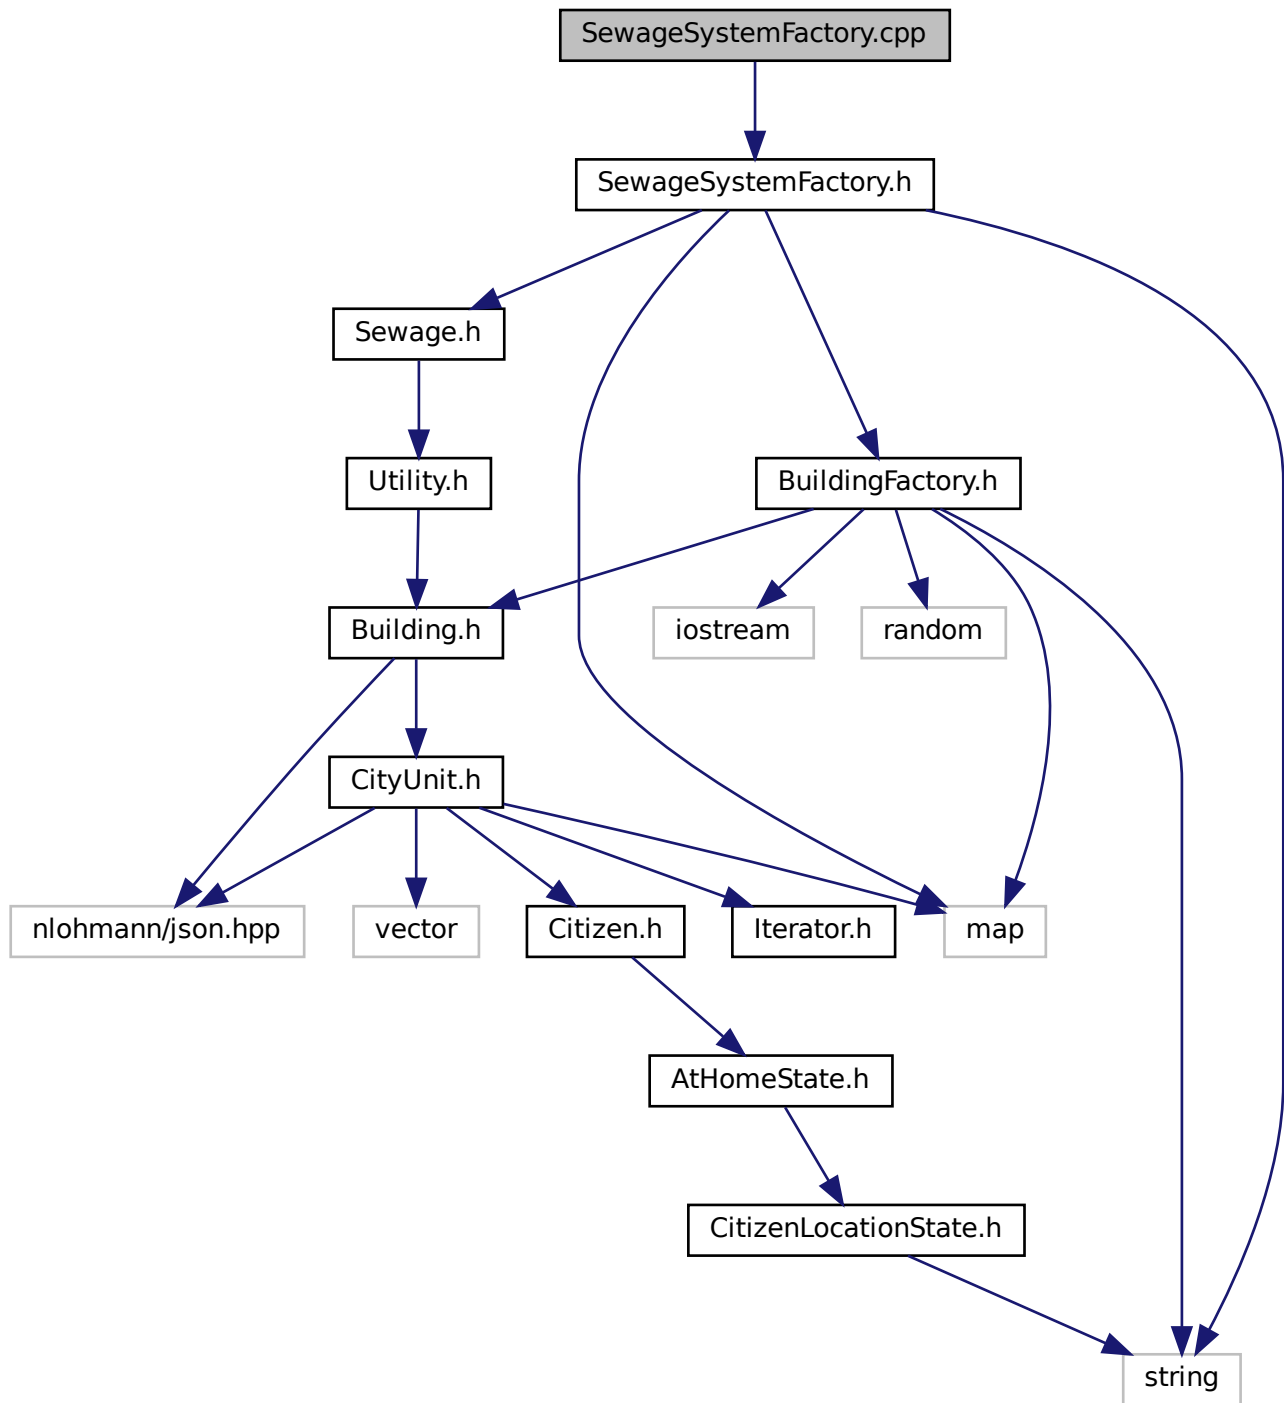 SewageSystemFactory.cpp
SewageSystemFactory.h
Sewage.h
Utility.h
BuildingFactory.h
Building.h
iostream
random
CityUnit.h
nlohmann/json.hpp
vector
Citizen.h
Iterator.h
map
AtHomeState.h
CitizenLocationState.h
string